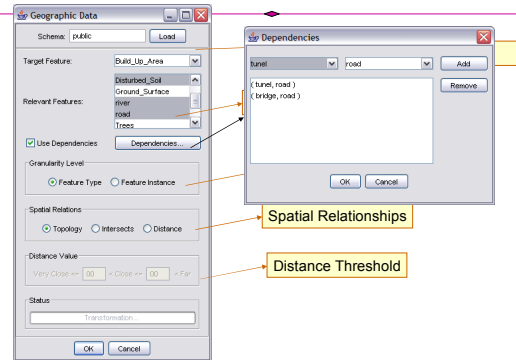 Geographic Data
Schema: public Load
Target Feature: Build_Up_Area
Relevant Features:
Disturbed_Soil
Ground_Surface
river
road
Trees
Use Dependencies Dependencies...
Granularity Level
Feature Type Feature Instance
Spatial Relations
Topology Intersects Distance
Distance Value
Very Close <= 00 < Close <= 00 < Far
Status
Transformation...
OK Cancel
Dependencies
tunel road Add
( tunel, road ) Remove
( bridge, road )
OK Cancel
Spatial Relationships
Distance Threshold